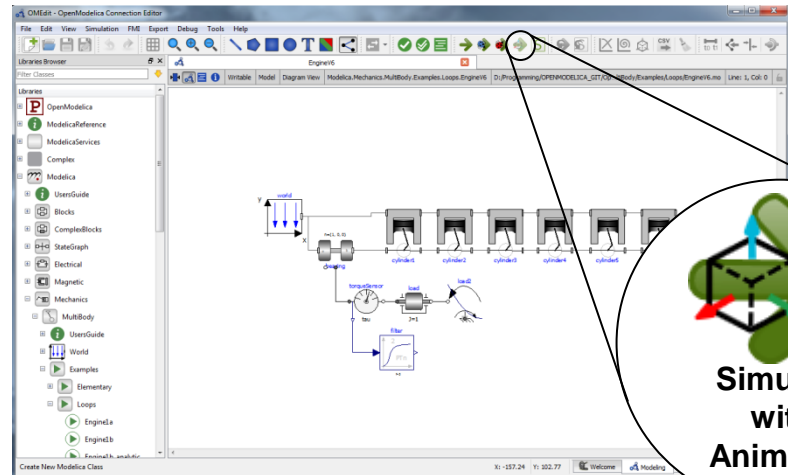 OMEdit - OpenModelica Connection Editor
File Edit View Simulation FMI Export Debug Tools Help
Libraries Browser
EngineV6
Filter Classes
Writable Model Diagram View Modelica.Mechanics.MultiBody.Examples.Loops.EngineV6
Line: 1, Col: 0
Libraries
OpenModelica
ModelicaReference
ModelicaServices
Complex
Modelica
UsersGuide
Blocks
ComplexBlocks
StateGraph
Electrical
Magnetic
Mechanics
MultiBody
UsersGuide
World
Examples
Elementary
Loops
Engine1a
Engine1b
Engine1b_analytic
world
y
x
cylinder1 cylinder2 cylinder3 cylinder4 cylinder5
bearing
torqueSensor load load2
tau J=1
filter
PTn
Create New Modelica Class
X: -157.24 Y: 102.77 Welcome Modeling
Simu
wit
Anim